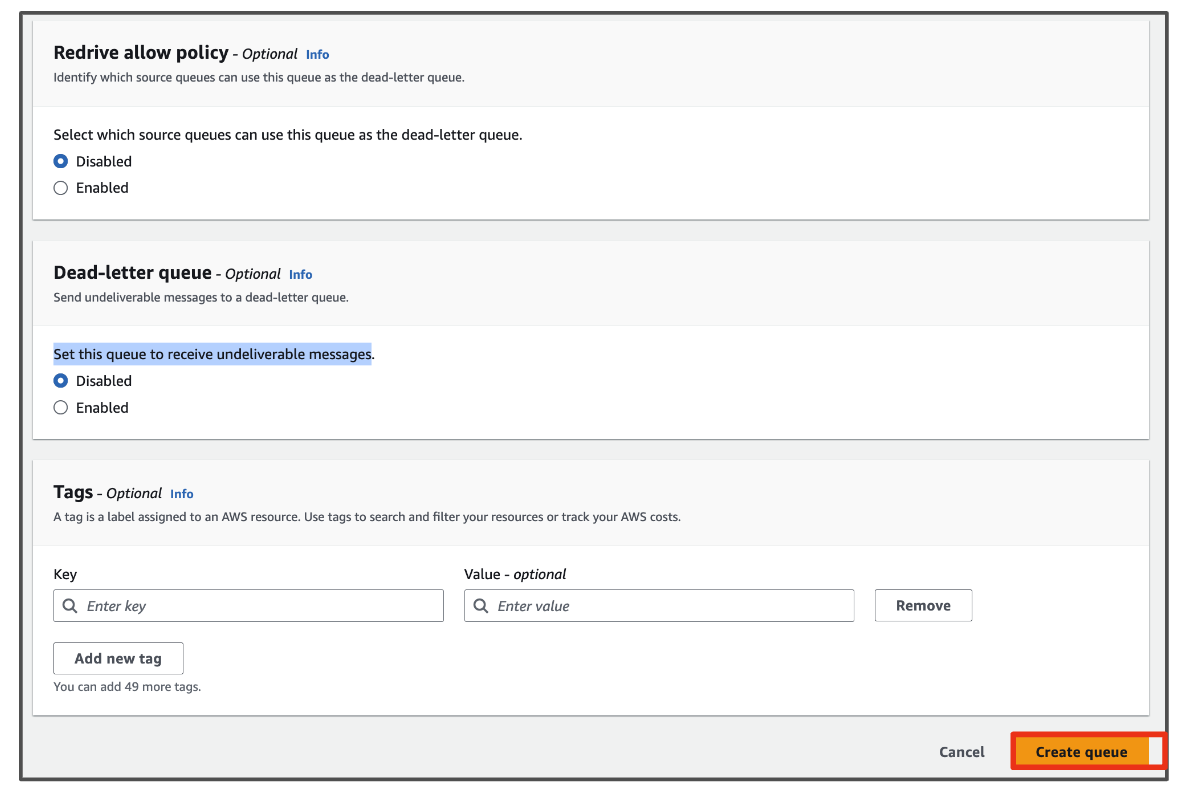 Redrive allow policy - Optional Info
Identify which source queues can use this queue as the dead-letter queue.
Select which source queues can use this queue as the dead-letter queue.
Disabled
Enabled
Dead-letter queue - Optional Info
Send undeliverable messages to a dead-letter queue.
Set this queue to receive undeliverable messages.
Disabled
Enabled
Tags - Optional Info
A tag is a label assigned to an AWS resource. Use tags to search and filter your resources or track your AWS costs.
Key Value - optional
Enter key Enter value Remove
Add new tag
You can add 49 more tags.
Cancel Create queue